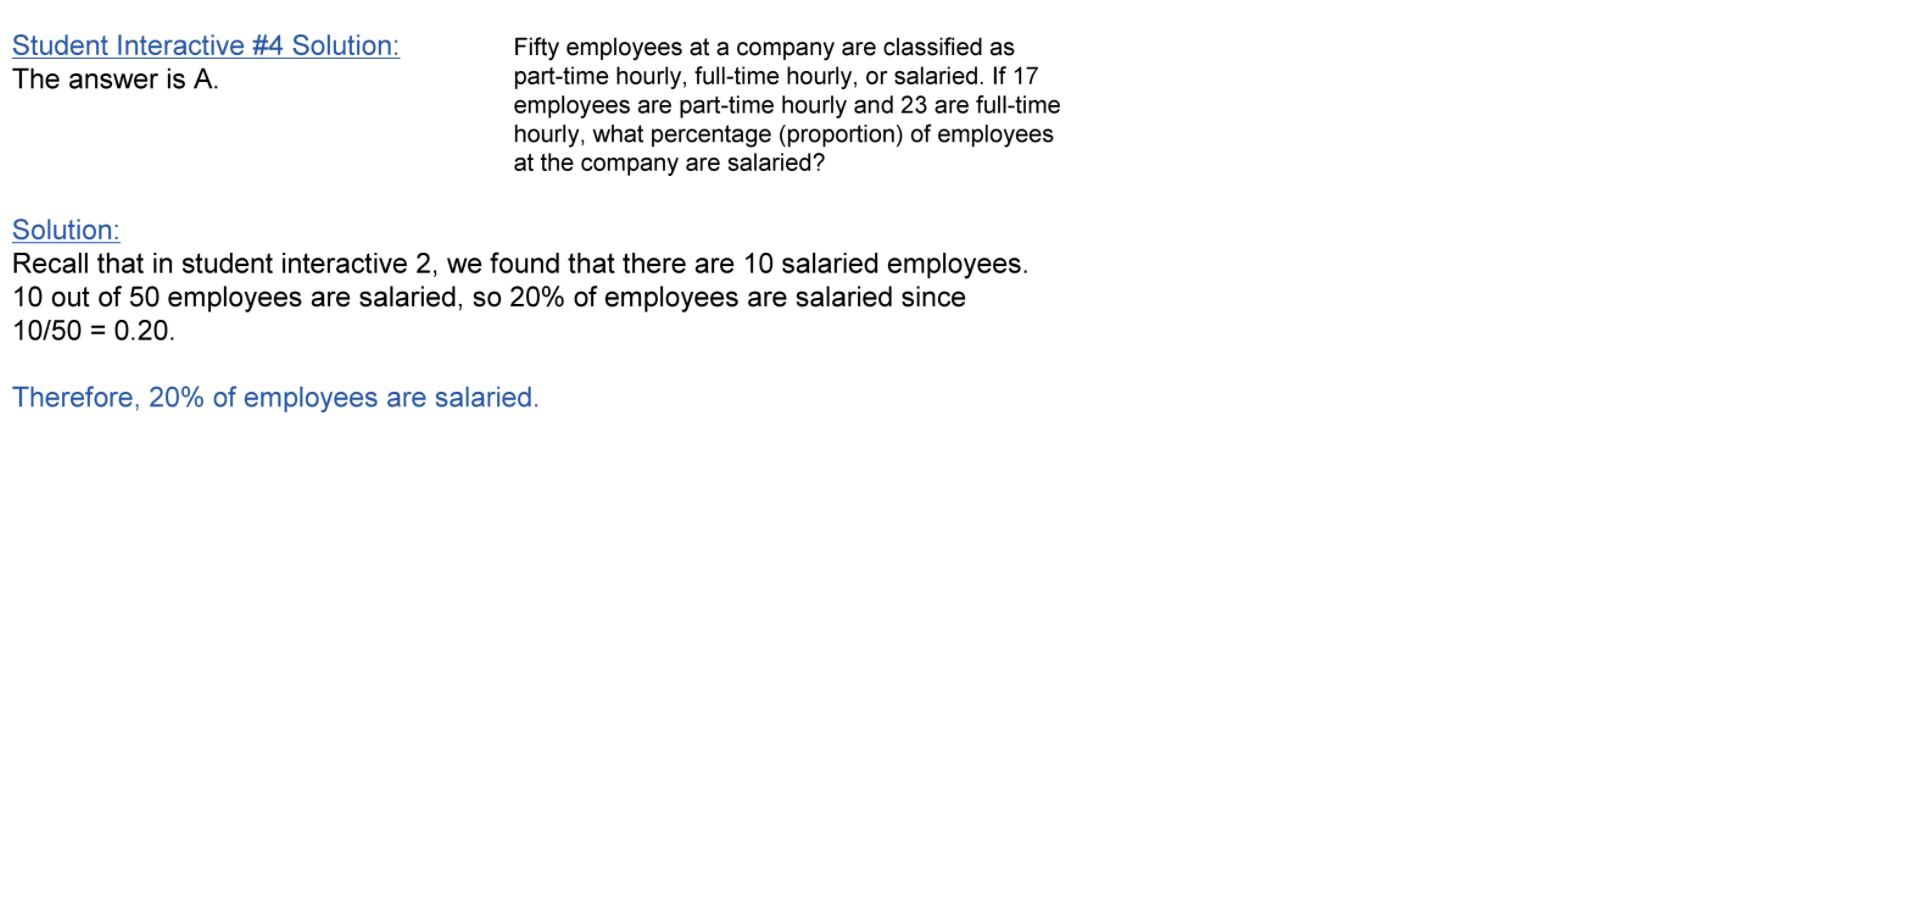 Student Interactive #4 Solution:
The answer is A.
Fifty employees at a company are classified as
part-time hourly, full-time hourly, or salaried. If 17
employees are part-time hourly and 23 are full-time
hourly, what percentage (proportion) of employees
at the company are salaried?
Solution:
Recall that in student interactive 2, we found that there are 10 salaried employees.
10 out of 50 employees are salaried, so 20% of employees are salaried since
10/50 = 0.20.
Therefore, 20% of employees are salaried.